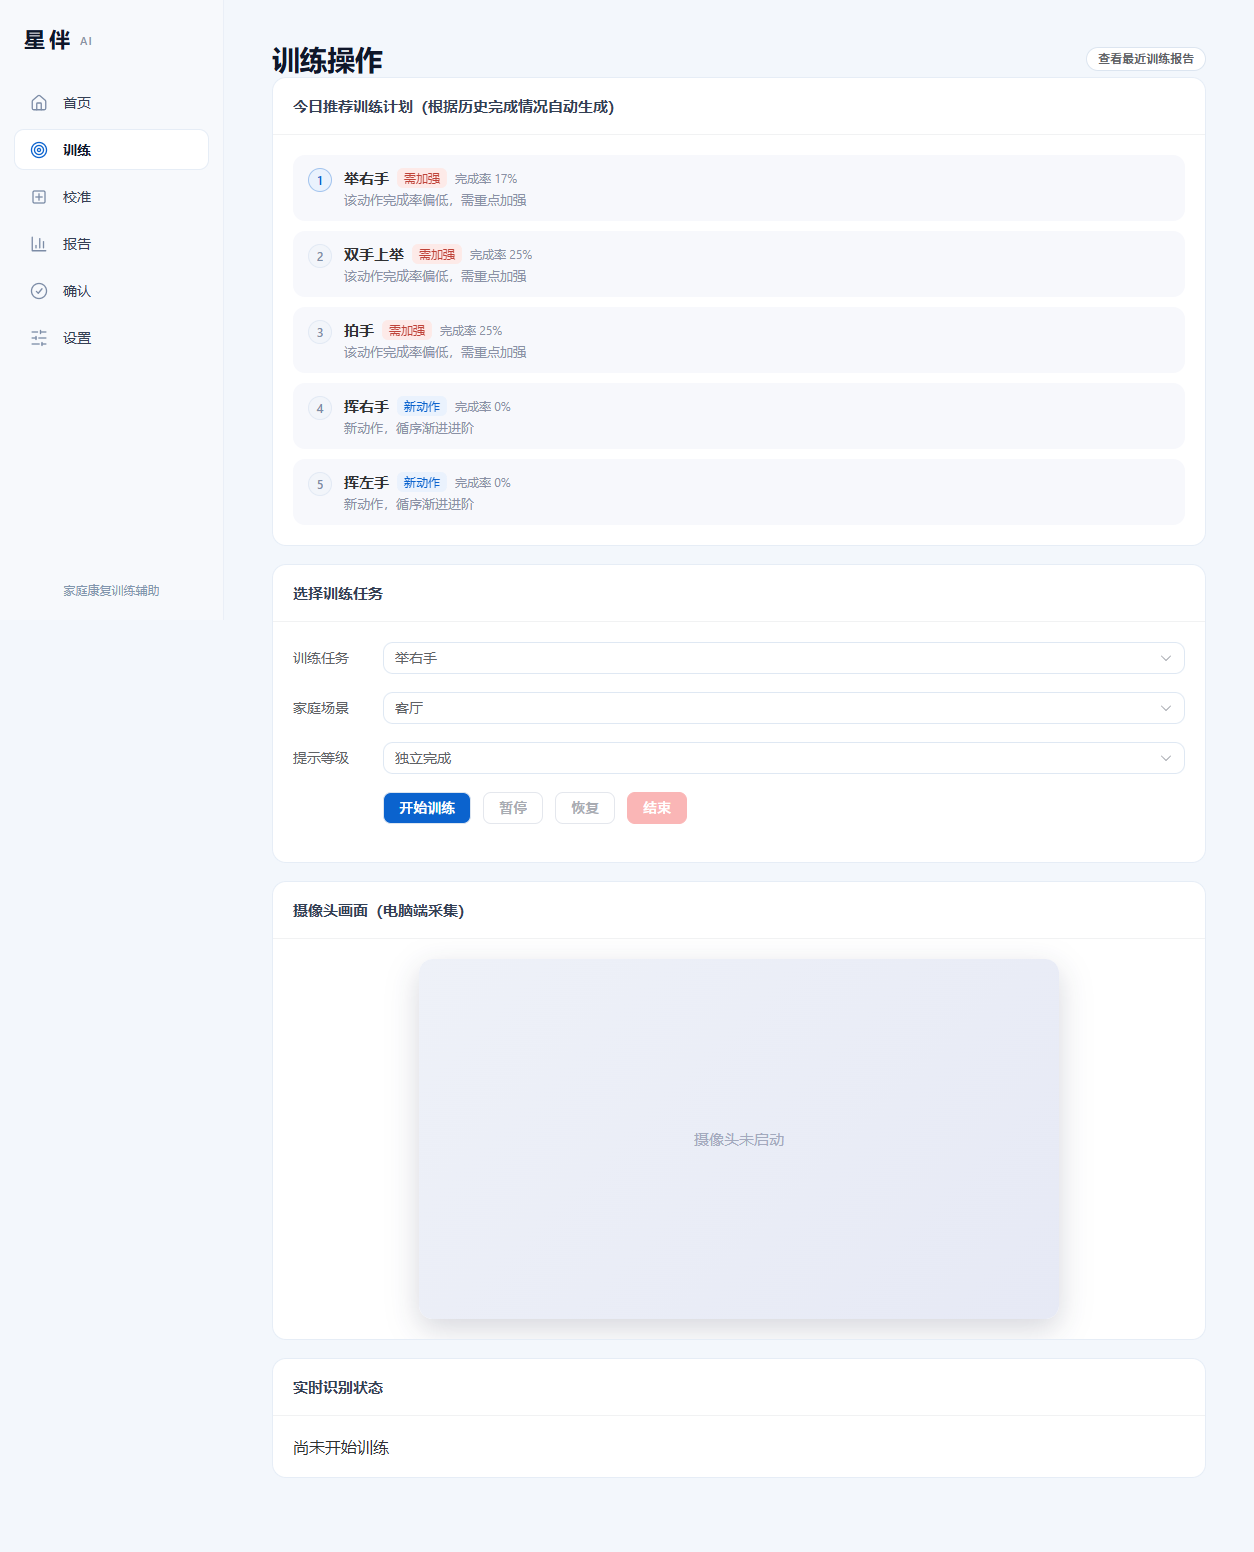 星伴 AI
首页
训练
校准
报告
确认
设置
家庭康复训练辅助
训练操作
查看最近训练报告
今日推荐训练计划（根据历史完成情况自动生成）
1 举右手 需加强 完成率 17%
该动作完成率偏低，需重点加强
2 双手上举 需加强 完成率 25%
该动作完成率偏低，需重点加强
3 拍手 需加强 完成率 25%
该动作完成率偏低，需重点加强
4 挥右手 新动作 完成率 0%
新动作，循序渐进进阶
5 挥左手 新动作 完成率 0%
新动作，循序渐进进阶
选择训练任务
训练任务 举右手
家庭场景 客厅
提示等级 独立完成
开始训练 暂停 恢复 结束
摄像头画面（电脑端采集）
摄像头未启动
实时识别状态
尚未开始训练